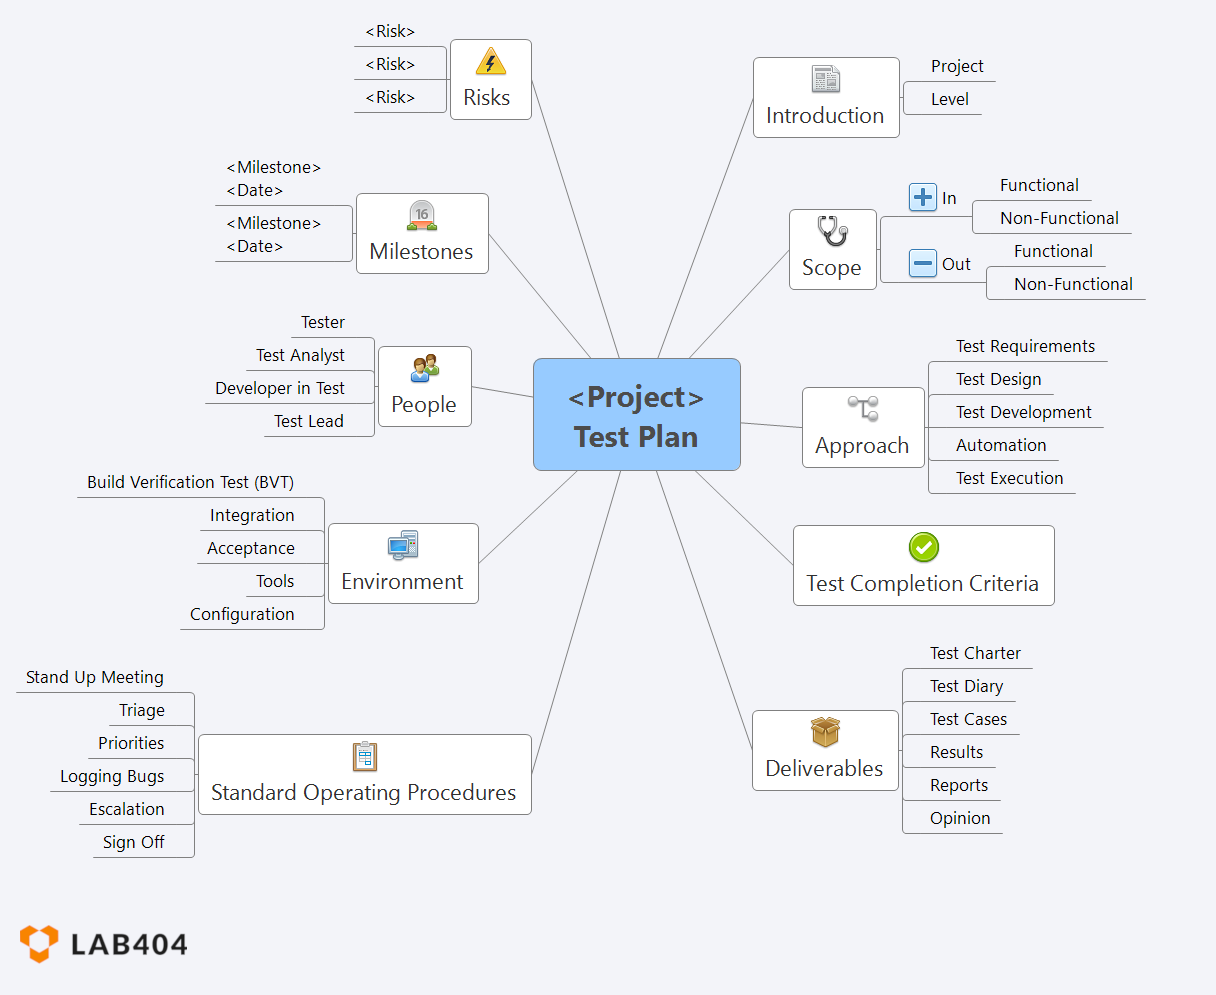 <Project>
Test Plan
Introduction
Project
Level
Scope
In
Functional
Non-Functional
Out
Functional
Non-Functional
Approach
Test Requirements
Test Design
Test Development
Automation
Test Execution
Test Completion Criteria
Deliverables
Test Charter
Test Diary
Test Cases
Results
Reports
Opinion
Risks
<Risk>
<Risk>
<Risk>
16
Milestones
<Milestone>
<Date>
<Milestone>
<Date>
People
Tester
Test Analyst
Developer in Test
Test Lead
Environment
Build Verification Test (BVT)
Integration
Acceptance
Tools
Configuration
Standard Operating Procedures
Stand Up Meeting
Triage
Priorities
Logging Bugs
Escalation
Sign Off
LAB404